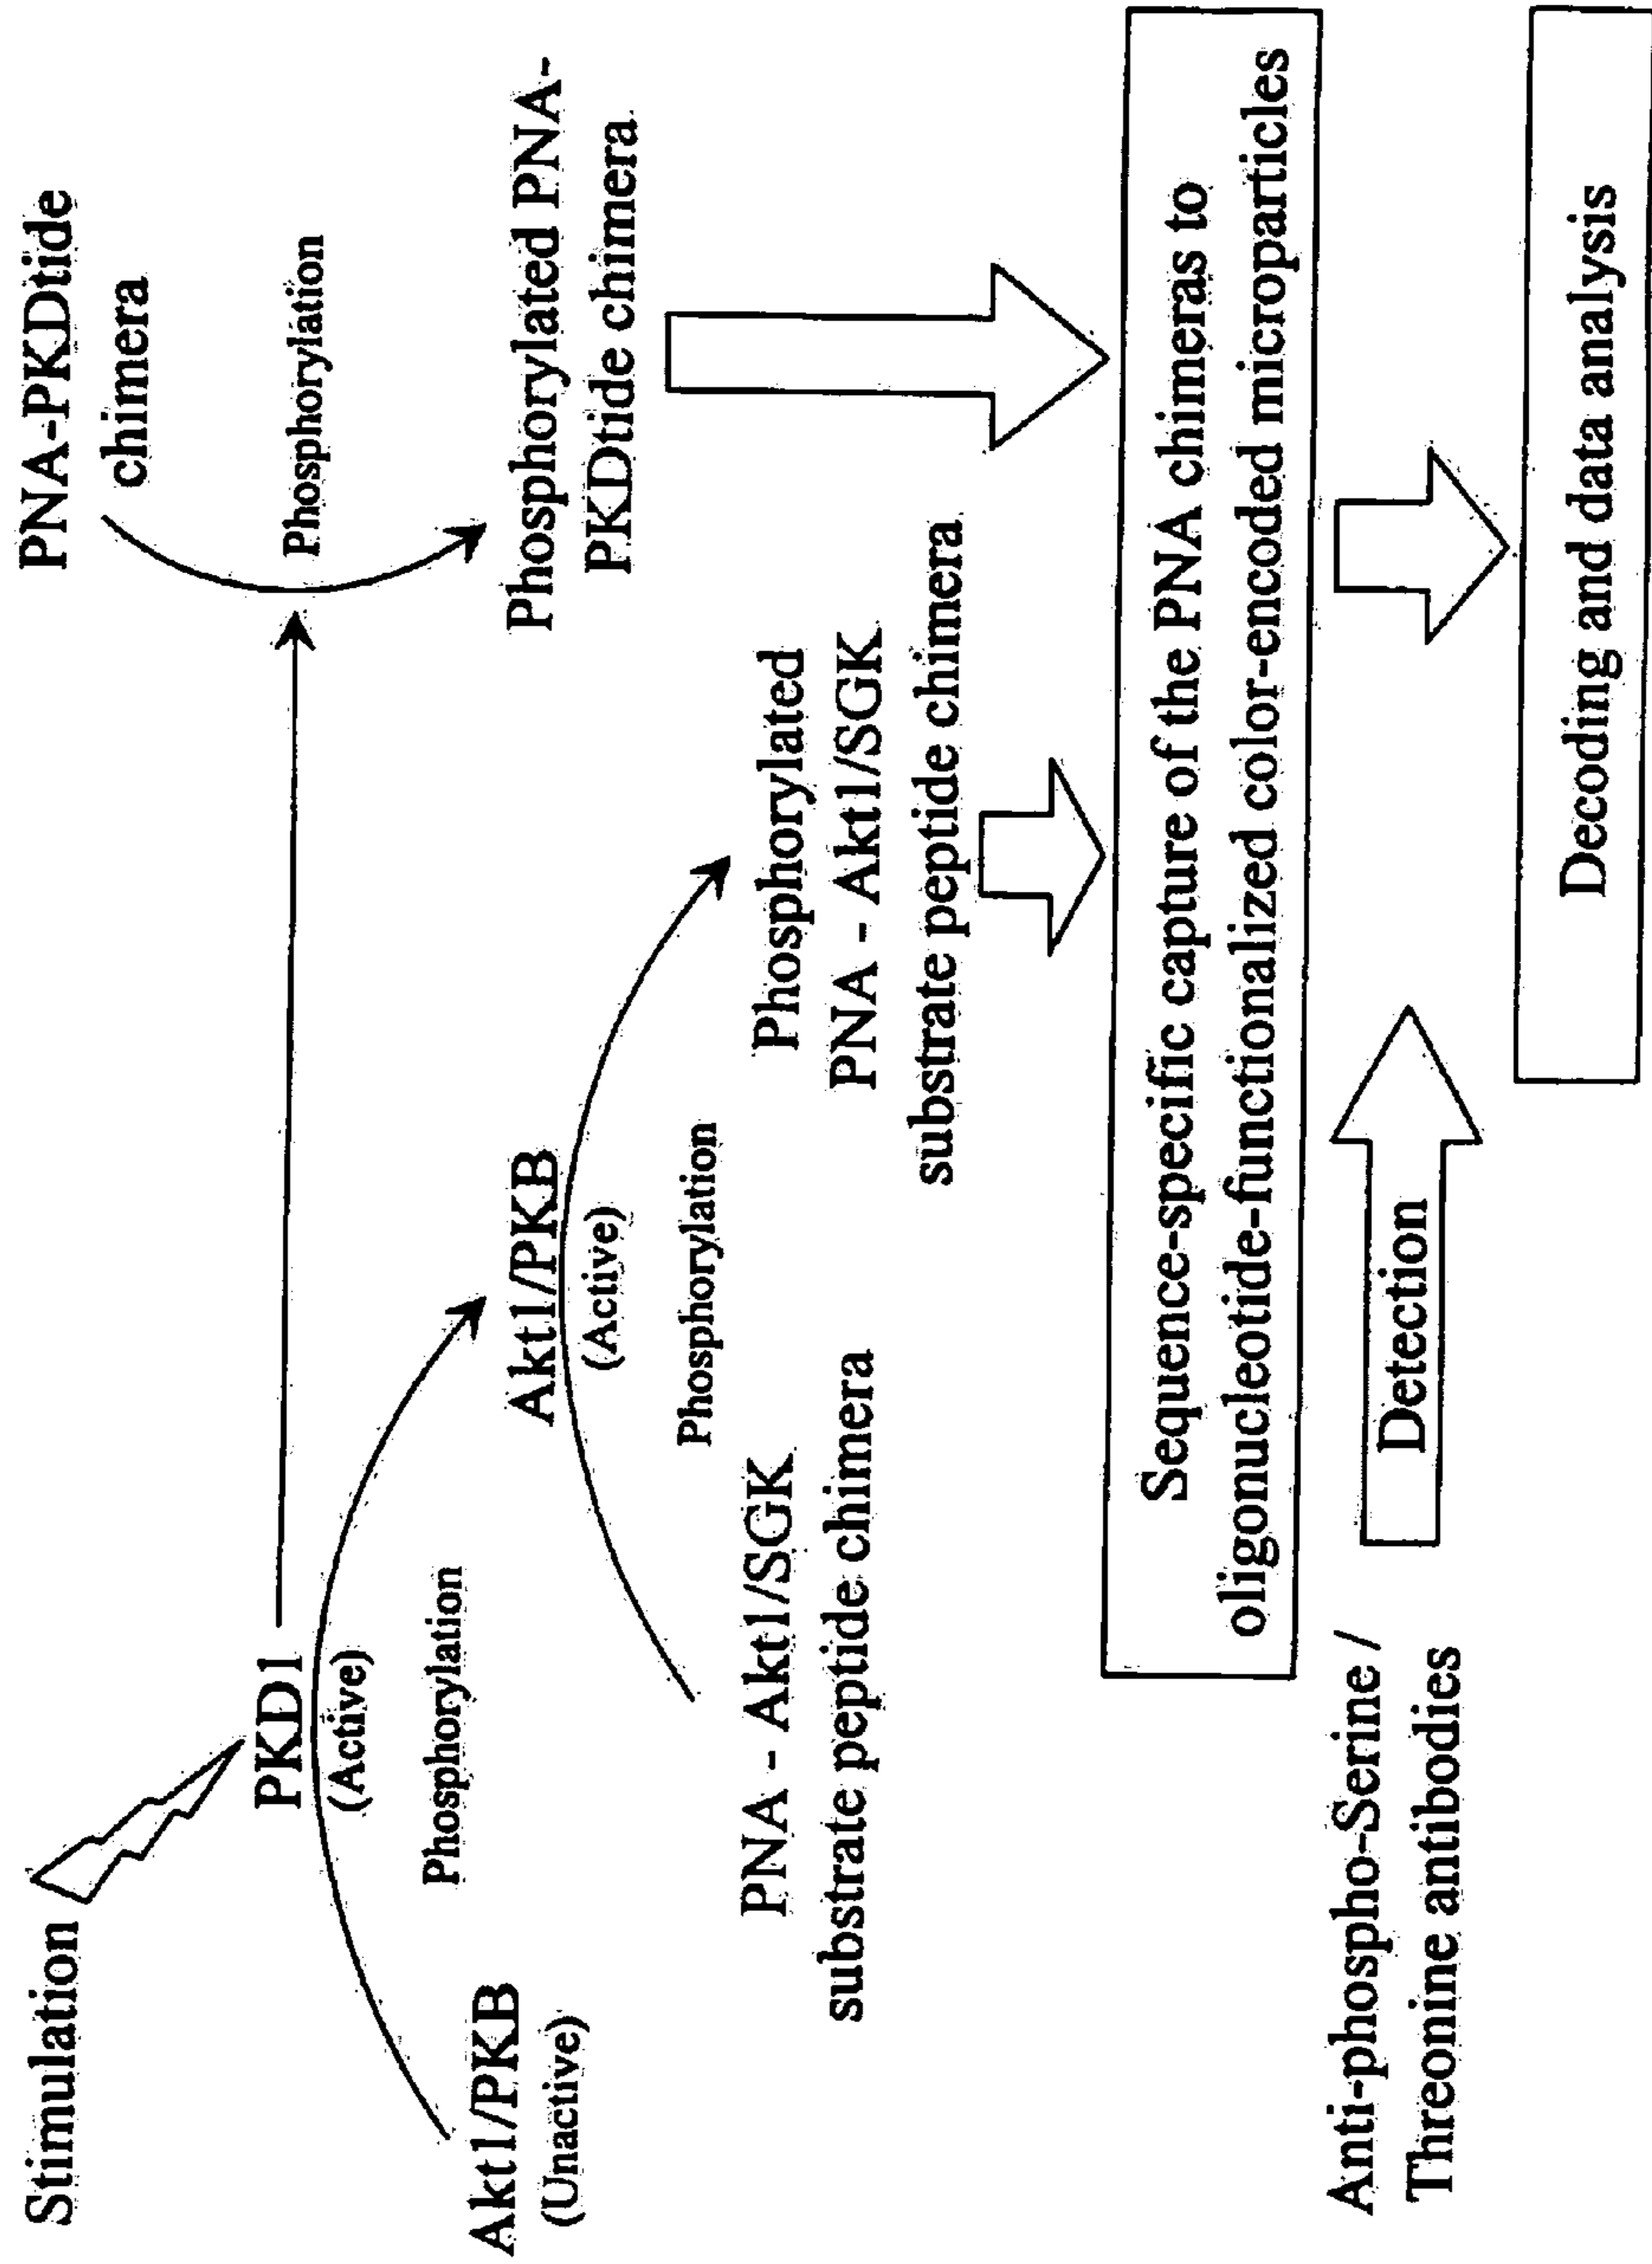 Stimulation
PKD1
(Active)
PNA-PKDtide
chimera
Phosphorylation
Akt1/PKB
(Unactive)
Phosphorylation
Akt1/PKB
(Active)
Phosphorylated PNA-
PKDtide chimera
PNA - Akt1/SGK
substrate peptide chimera
Phosphorylation
Phosphorylated
PNA - Akt1/SGK
substrate peptide chimera
Sequence-specific capture of the PNA chimeras to
oligonucleotide-functionalized color-encoded microparticles
Anti-phospho-Serine /
Threonine antibodies
Detection
Decoding and data analysis